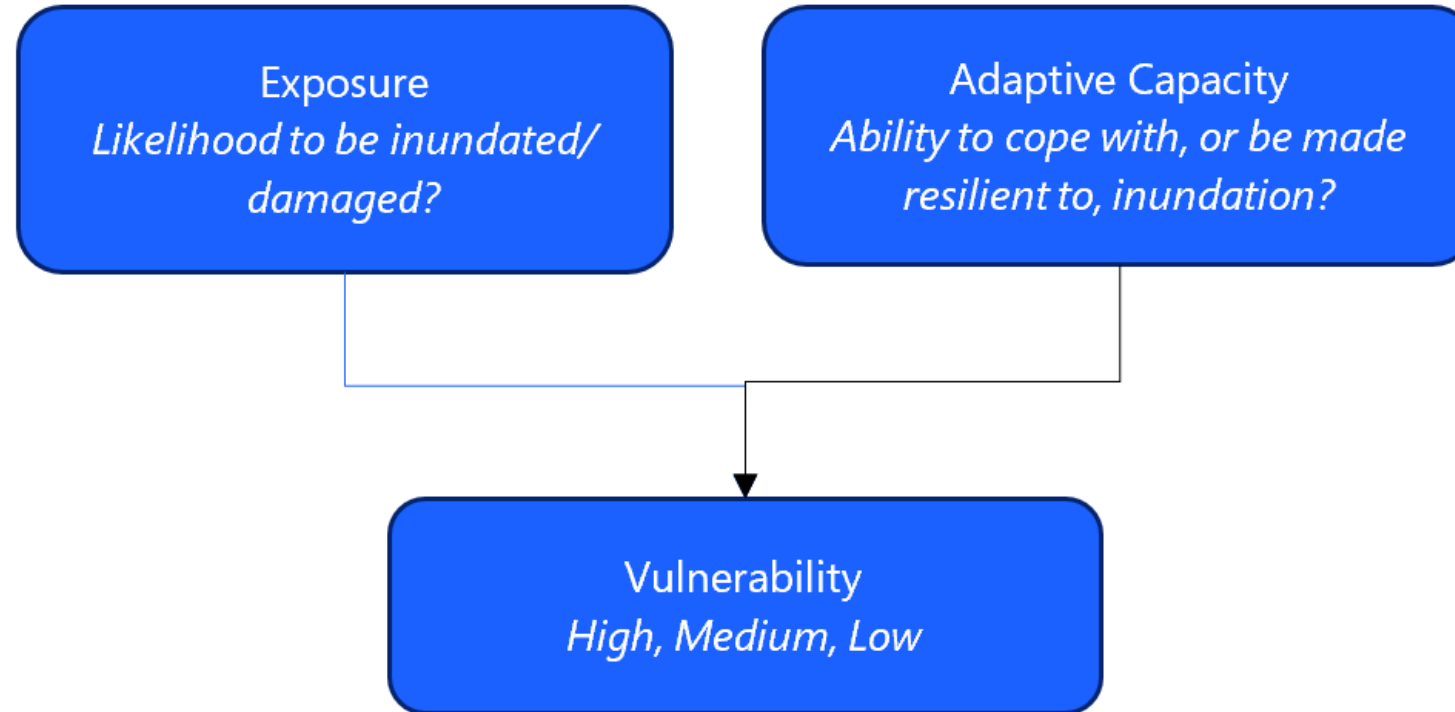 Exposure
Likelihood to be inundated/
damaged?
Adaptive Capacity
Ability to cope with, or be made
resilient to, inundation?
Vulnerability
High, Medium, Low